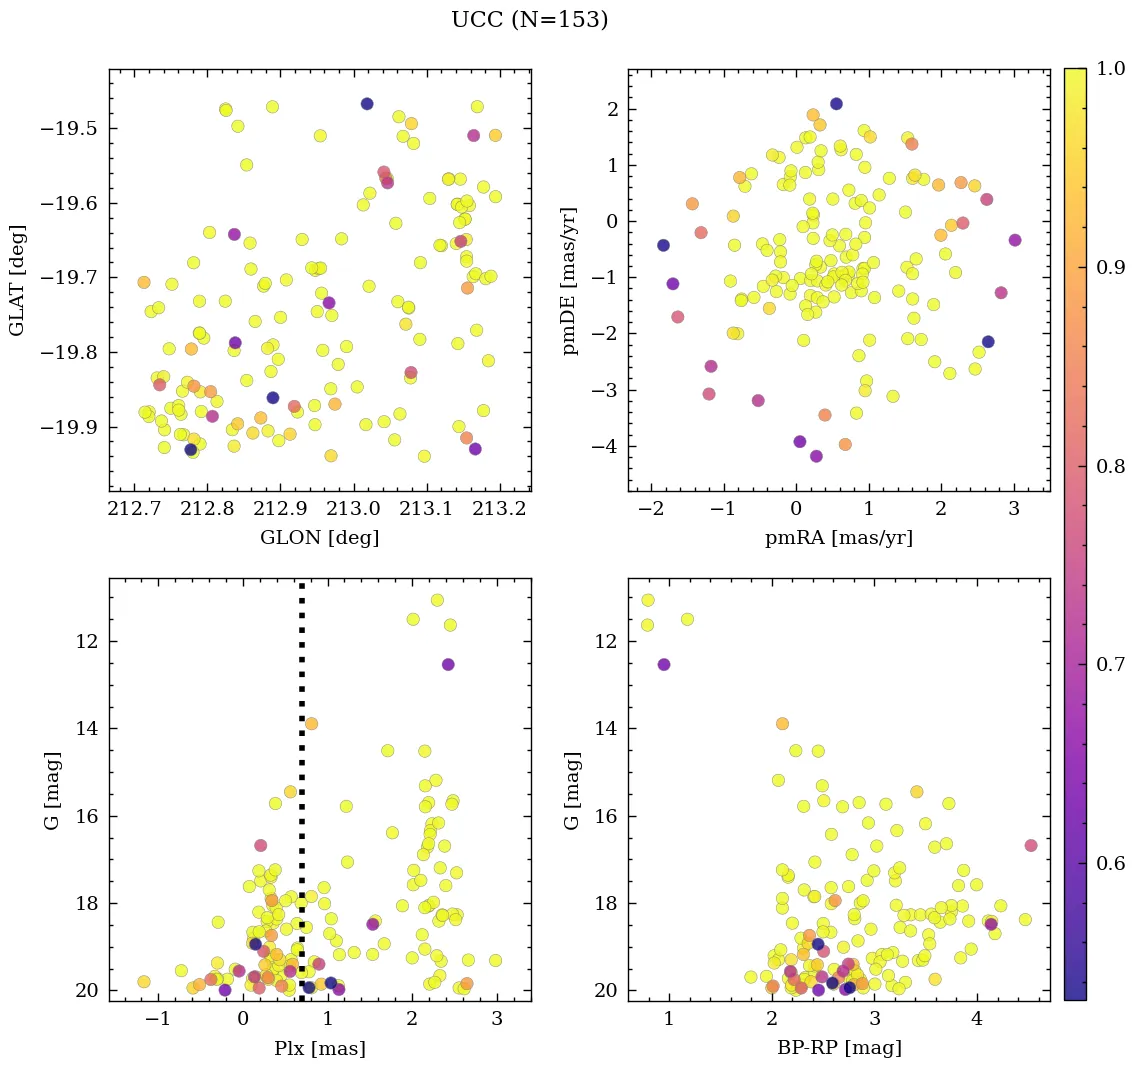 UCC (N=153)
−19.5
−19.6
−19.7
−19.8
−19.9
GLAT [deg]
212.7 212.8 212.9 213.0 213.1 213.2
GLON [deg]
2
1
0
−1
−2
−3
−4
pmDE [mas/yr]
−2 −1 0 1 2 3
pmRA [mas/yr]
1.0
0.9
0.8
0.7
0.6
12
14
16
18
20
G [mag]
−1 0 1 2 3
Plx [mas]
12
14
16
18
20
G [mag]
1 2 3 4
BP-RP [mag]